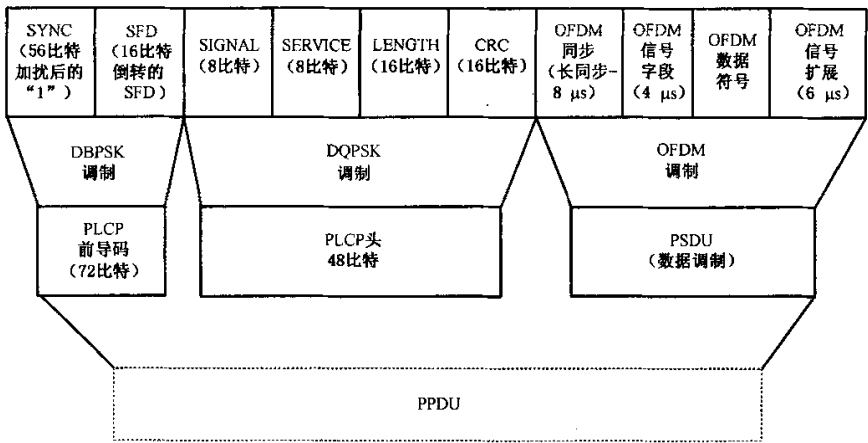 SYNC
(56比特
加扰后的
“1”)
SFD
(16比特
倒转的
SFD)
SIGNAL
(8比特)
SERVICE
(8比特)
LENGTH
(16比特)
CRC
(16比特)
OFDM
同步
(长同步-
8 μs)
OFDM
信号
字段
(4 μs)
OFDM
数据
符号
OFDM
信号
扩展
(6 μs)
DBPSK
调制
DQPSK
调制
OFDM
调制
PLCP
前导码
(72比特)
PLCP头
48比特
PSDU
(数据调制)
PPDU